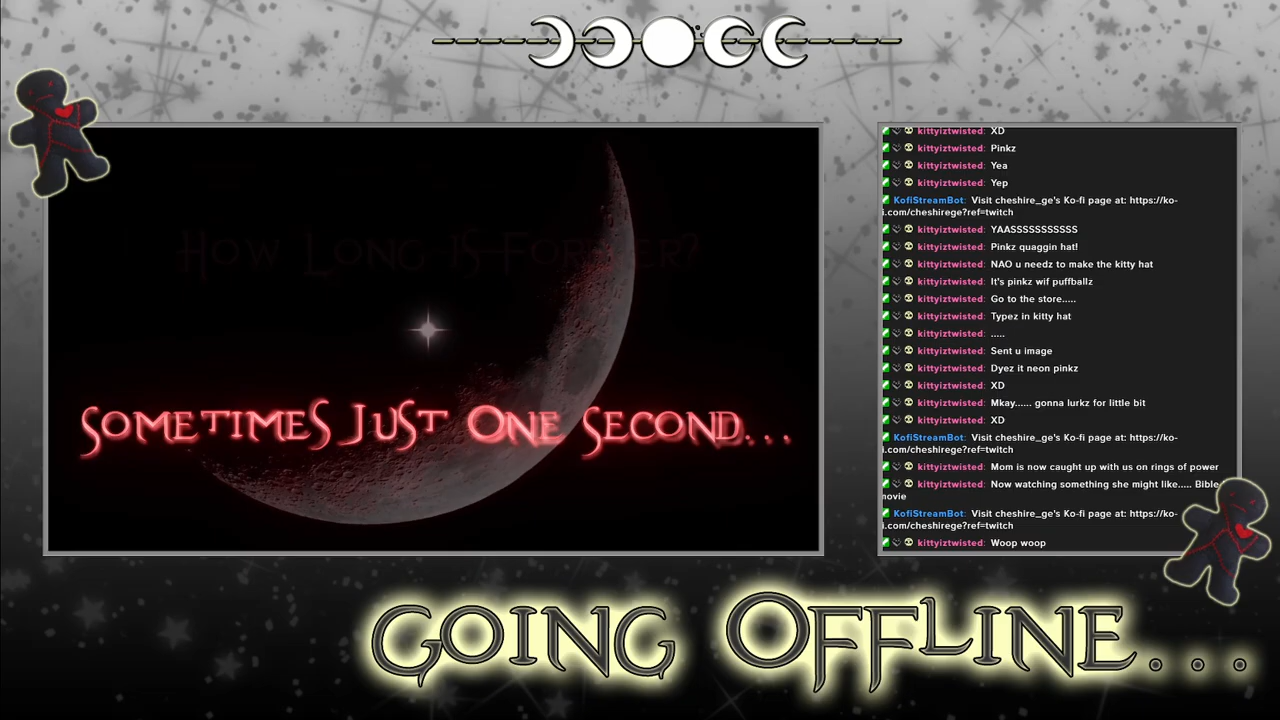 How Long is Forever?
Sometimes Just One Second...
kittyiztwisted: XD
kittyiztwisted: Pinkz
kittyiztwisted: Yea
kittyiztwisted: Yep
KofiStreamBot: Visit cheshire_ge's Ko-fi page at: https://ko-
i.com/cheshirege?ref=twitch
kittyiztwisted: YAASSSSSSSSSS
kittyiztwisted: Pinkz quaggin hat!
kittyiztwisted: NAO u needz to make the kitty hat
kittyiztwisted: It's pinkz wif puffballz
kittyiztwisted: Go to the store.....
kittyiztwisted: Typez in kitty hat
kittyiztwisted: .....
kittyiztwisted: Sent u image
kittyiztwisted: Dyez it neon pinkz
kittyiztwisted: XD
kittyiztwisted: Mkay...... gonna lurkz for little bit
kittyiztwisted: XD
KofiStreamBot: Visit cheshire_ge's Ko-fi page at: https://ko-
i.com/cheshirege?ref=twitch
kittyiztwisted: Mom is now caught up with us on rings of power
kittyiztwisted: Now watching something she might like..... Bible
movie
KofiStreamBot: Visit cheshire_ge's Ko-fi page at: https://ko-
i.com/cheshirege?ref=twitch
kittyiztwisted: Woop woop
Going Offline...